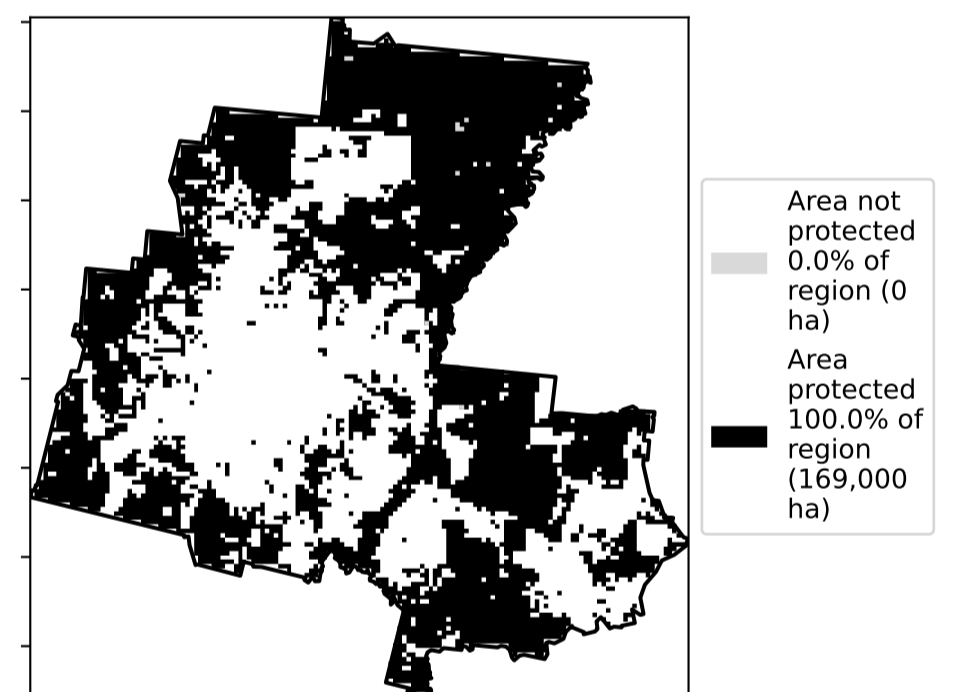 Area not
protected
0.0% of
region (0
ha)
Area
protected
100.0% of
region
(169,000
ha)